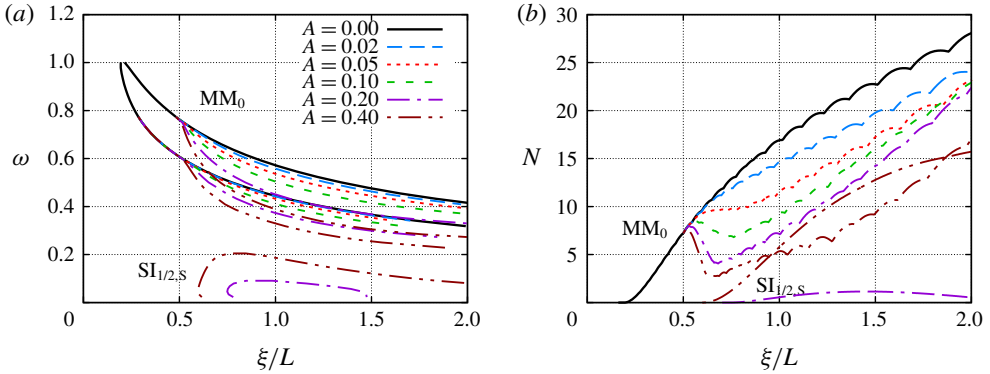 (a)
1.2
1.0
0.8
ω 0.6
0.4
0.2
0
0.5
1.0
1.5
2.0
ξ/L
MM0
SI1/2,S
A = 0.00
A = 0.02
A = 0.05
A = 0.10
A = 0.20
A = 0.40
(b)
30
25
20
N 15
10
5
0
0.5
1.0
1.5
2.0
ξ/L
MM0
SI1/2,S